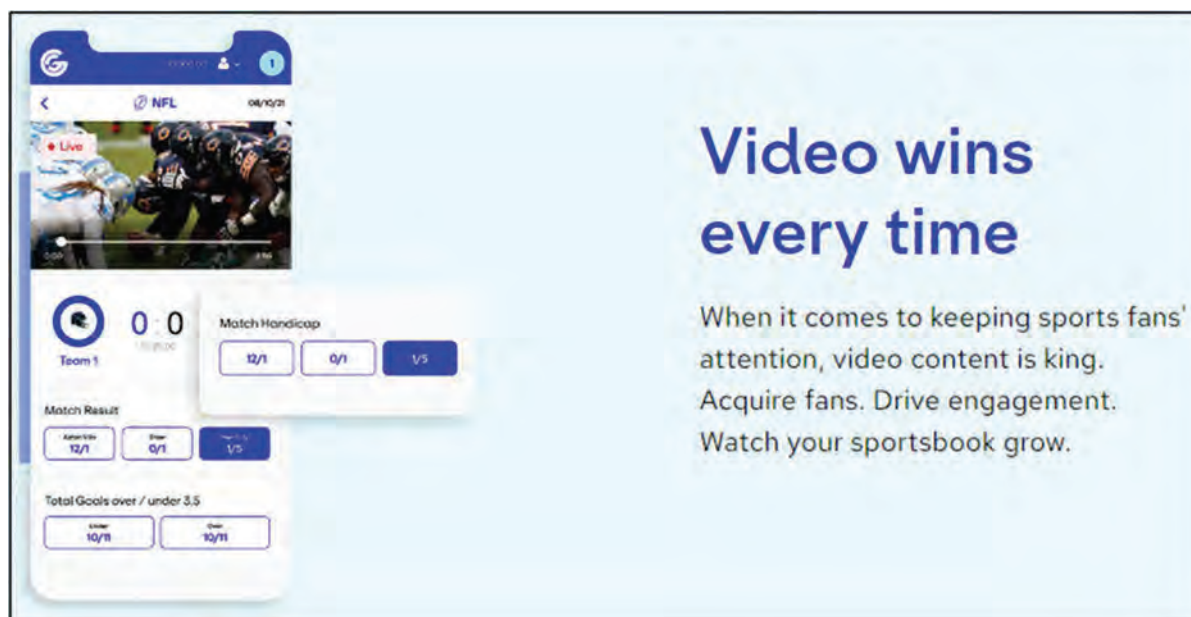 1
NFL
08/10/21
Live
0:00
0 : 0
Team 1
Match Handicap
12/1 0/1 1/5
Match Result
12/1 0/1 1/5
Total Goals over / under 3.5
Under Over
10/11 10/11
Video wins
every time
When it comes to keeping sports fans'
attention, video content is king.
Acquire fans. Drive engagement.
Watch your sportsbook grow.